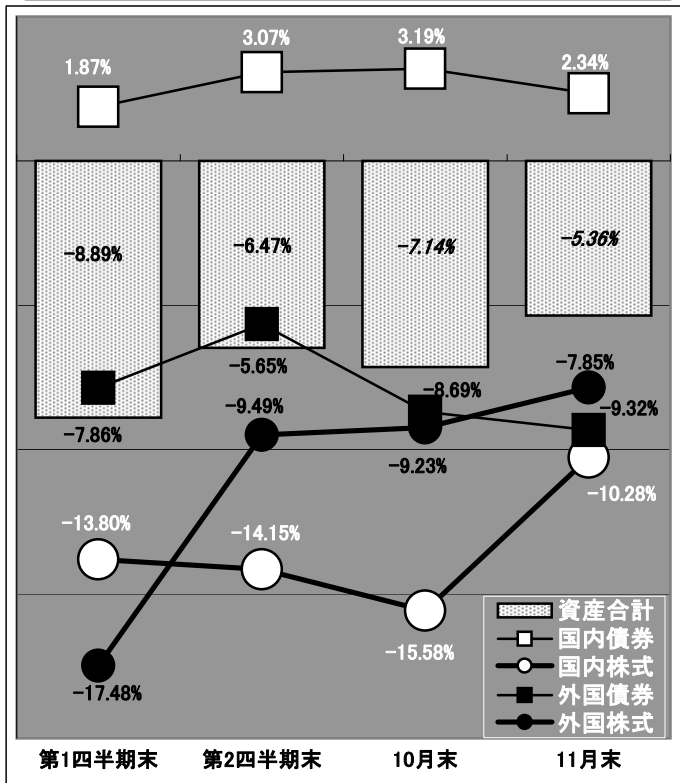 1.87%
3.07%
3.19%
2.34%
-8.89%
-6.47%
-7.14%
-5.36%
-7.86%
-5.65%
-8.69%
-9.32%
-17.48%
-9.49%
-9.23%
-7.85%
-13.80%
-14.15%
-15.58%
-10.28%
資産合計
国内債券
国内株式
外国債券
外国株式
第1四半期末
第2四半期末
10月末
11月末